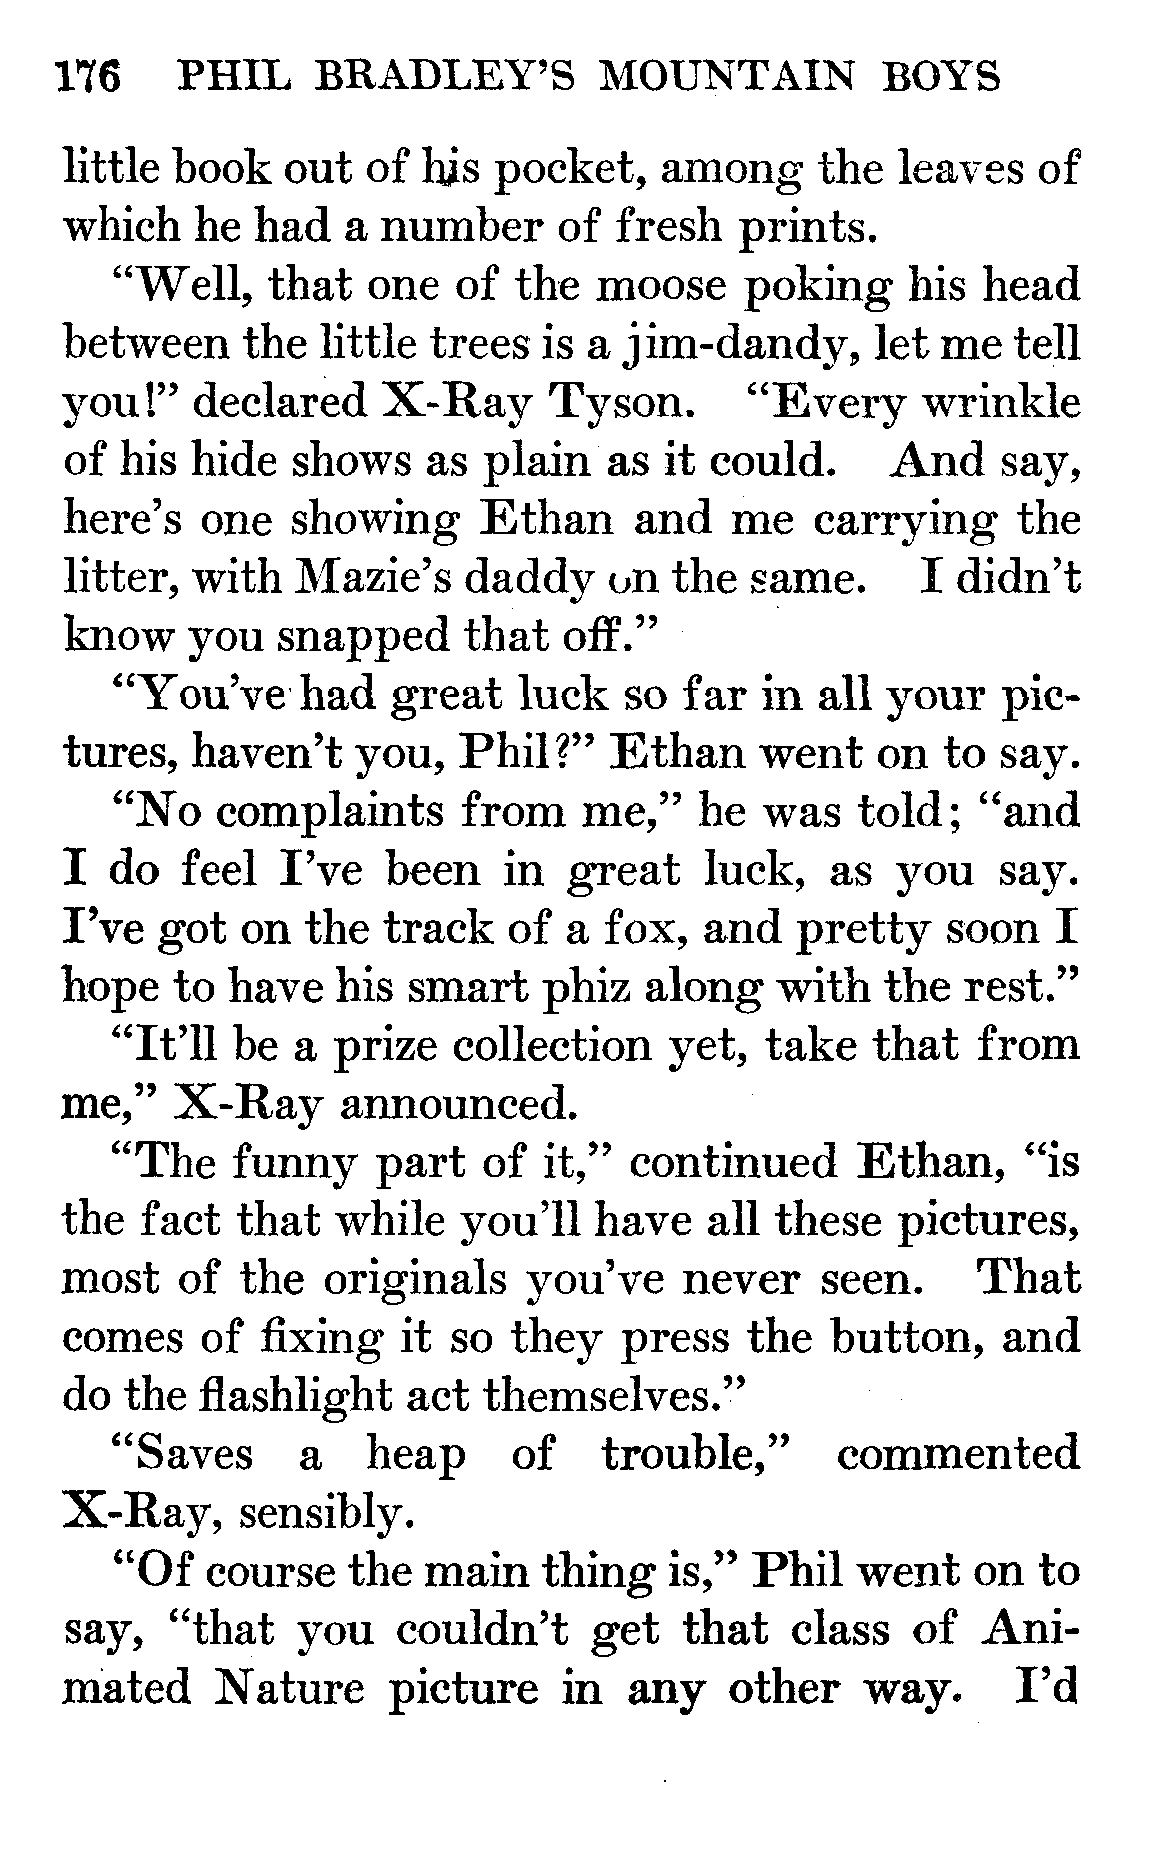 176 PHIL BRADLEY'S MOUNTAIN BOYS
little book out of his pocket, among the leaves of
which he had a number of fresh prints.
“Well, that one of the moose poking his head
between the little trees is a jim-dandy, let me tell
you!” declared X-Ray Tyson. “Every wrinkle
of his hide shows as plain as it could. And say,
here's one showing Ethan and me carrying the
litter, with Mazie's daddy on the same. I didn't
know you snapped that off.”
“You've had great luck so far in all your pic-
tures, haven't you, Phil?” Ethan went on to say.
“No complaints from me,” he was told; “and
I do feel I've been in great luck, as you say.
I've got on the track of a fox, and pretty soon I
hope to have his smart phiz along with the rest.”
“It'll be a prize collection yet, take that from
me,” X-Ray announced.
“The funny part of it,” continued Ethan, “is
the fact that while you'll have all these pictures,
most of the originals you've never seen. That
comes of fixing it so they press the button, and
do the flashlight act themselves.”
“Saves a heap of trouble,” commented
X-Ray, sensibly.
“Of course the main thing is,” Phil went on to
say, “that you couldn't get that class of Ani-
mated Nature picture in any other way. I'd